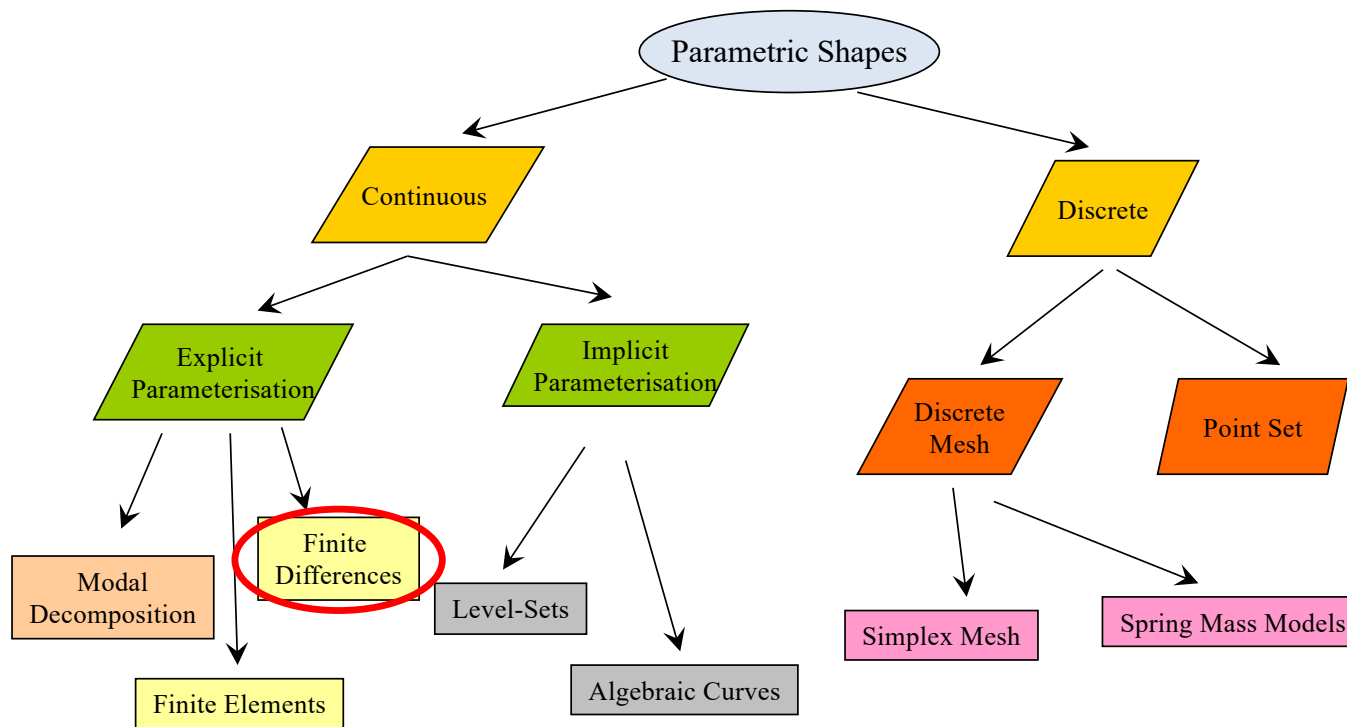 Parametric Shapes
Continuous
Discrete
Explicit
Parameterisation
Implicit
Parameterisation
Discrete
Mesh
Point Set
Finite
Differences
Modal
Decomposition
Level-Sets
Simplex Mesh
Spring Mass Models
Finite Elements
Algebraic Curves